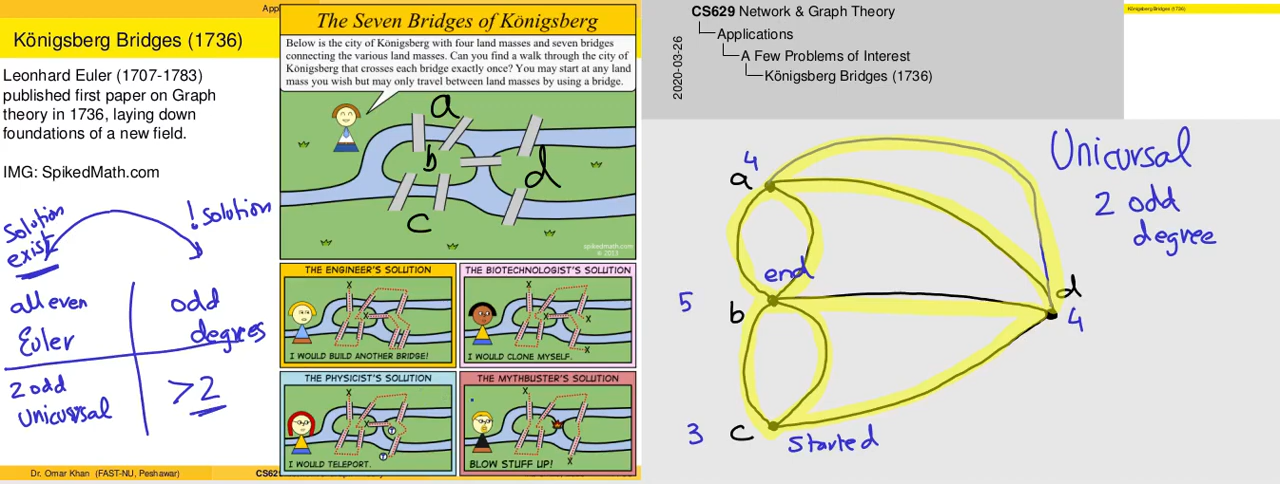 App
Königsberg Bridges (1736)
Leonhard Euler (1707-1783)
published first paper on Graph
theory in 1736, laying down
foundations of a new field.
IMG: SpikedMath.com
Solution
exist
! solution
all even
Euler
odd
degrees
2 odd
Unicursal
>2
Dr. Omar Khan (FAST-NU, Peshawar)
CS629
The Seven Bridges of Königsberg
Below is the city of Königsberg with four land masses and seven bridges
connecting the various land masses. Can you find a walk through the city of
Königsberg that crosses each bridge exactly once? You may start at any land
mass you wish but may only travel between land masses by using a bridge.
a
b
d
c
spikedmath.com
© 2013
THE ENGINEER'S SOLUTION
I WOULD BUILD ANOTHER BRIDGE!
THE BIOTECHNOLOGIST'S SOLUTION
I WOULD CLONE MYSELF.
THE PHYSICIST'S SOLUTION
I WOULD TELEPORT.
THE MYTHBUSTER'S SOLUTION
BLOW STUFF UP!
2020-03-26
CS629 Network & Graph Theory
Applications
A Few Problems of Interest
Königsberg Bridges (1736)
Königsberg Bridges (1736)
Unicursal
2 odd
degree
4
a
end
5
b
d
4
3
c
Started